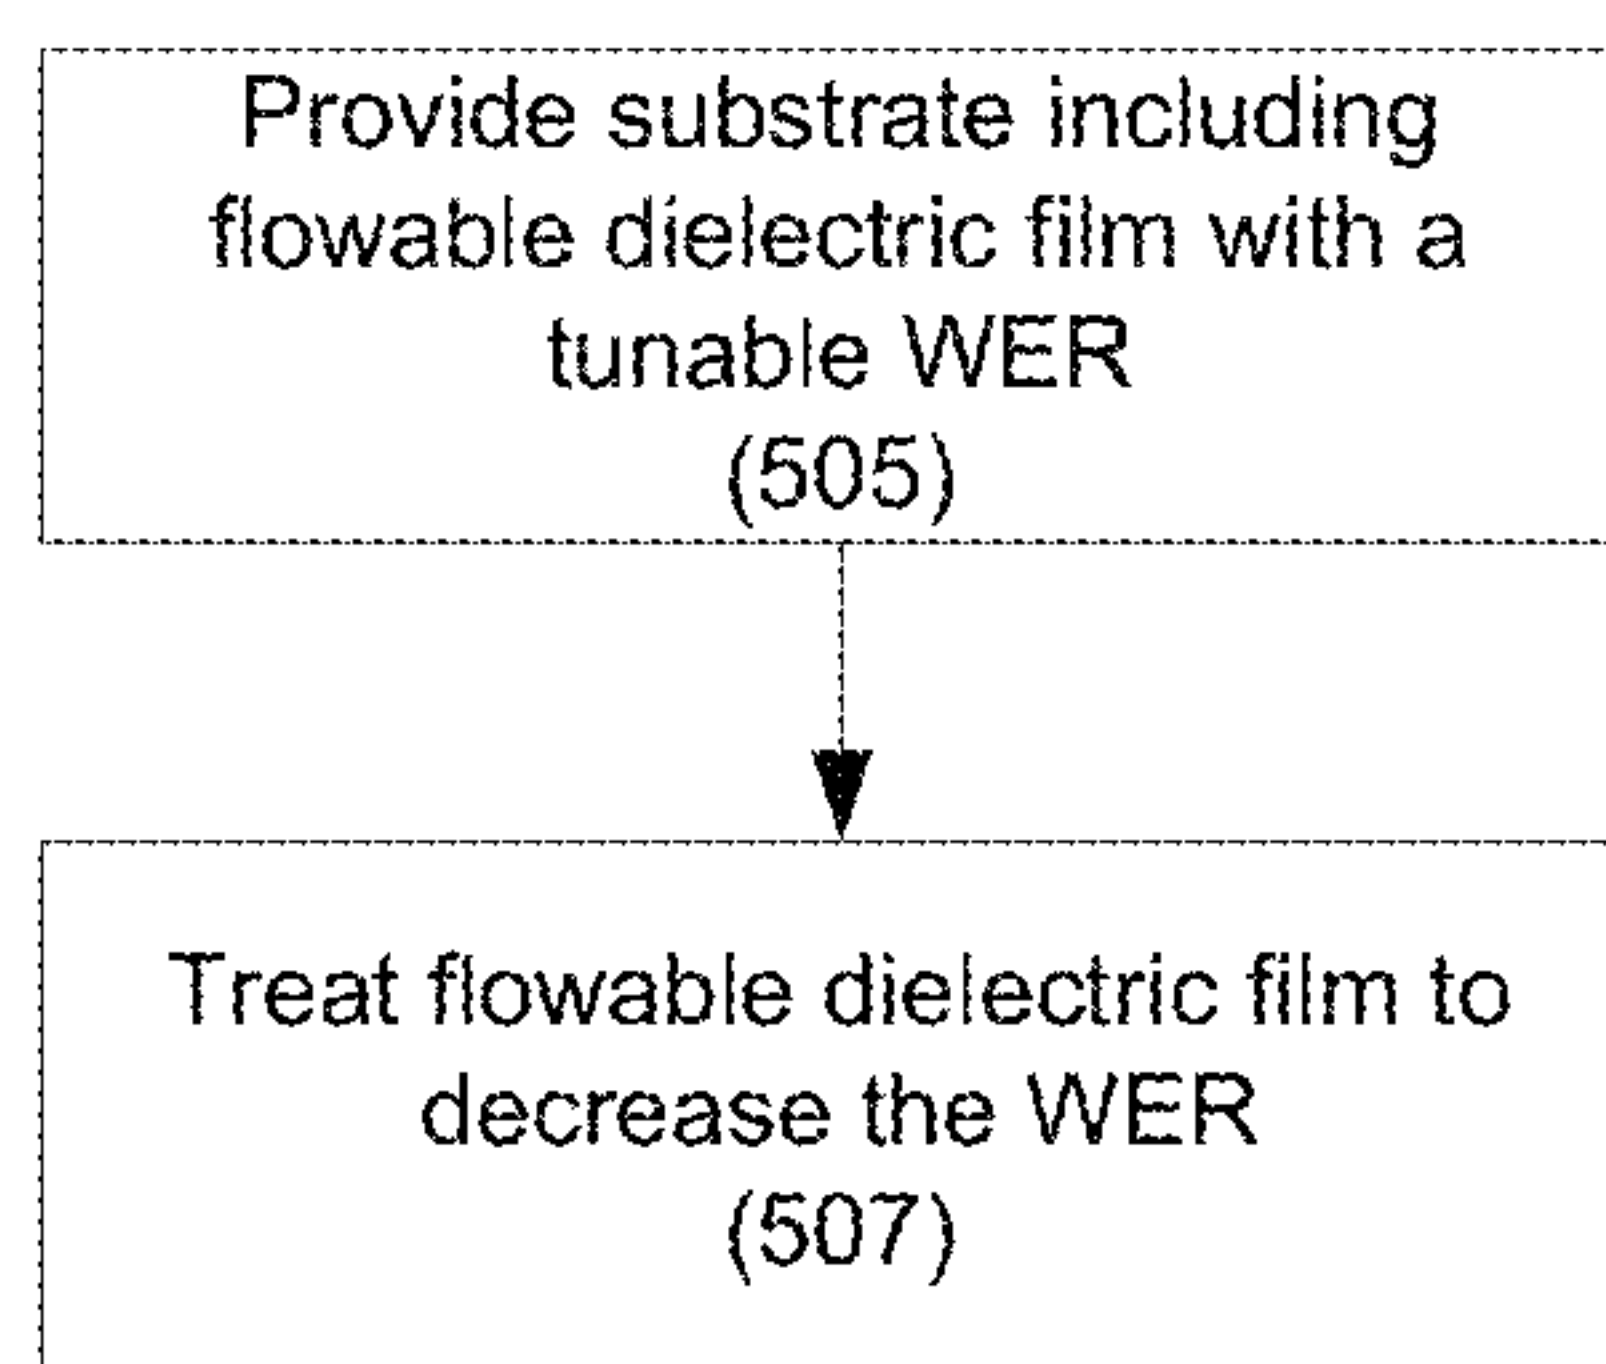 Provide substrate including
flowable dielectric film with a
tunable WER
(505)
Treat flowable dielectric film to
decrease the WER
(507)